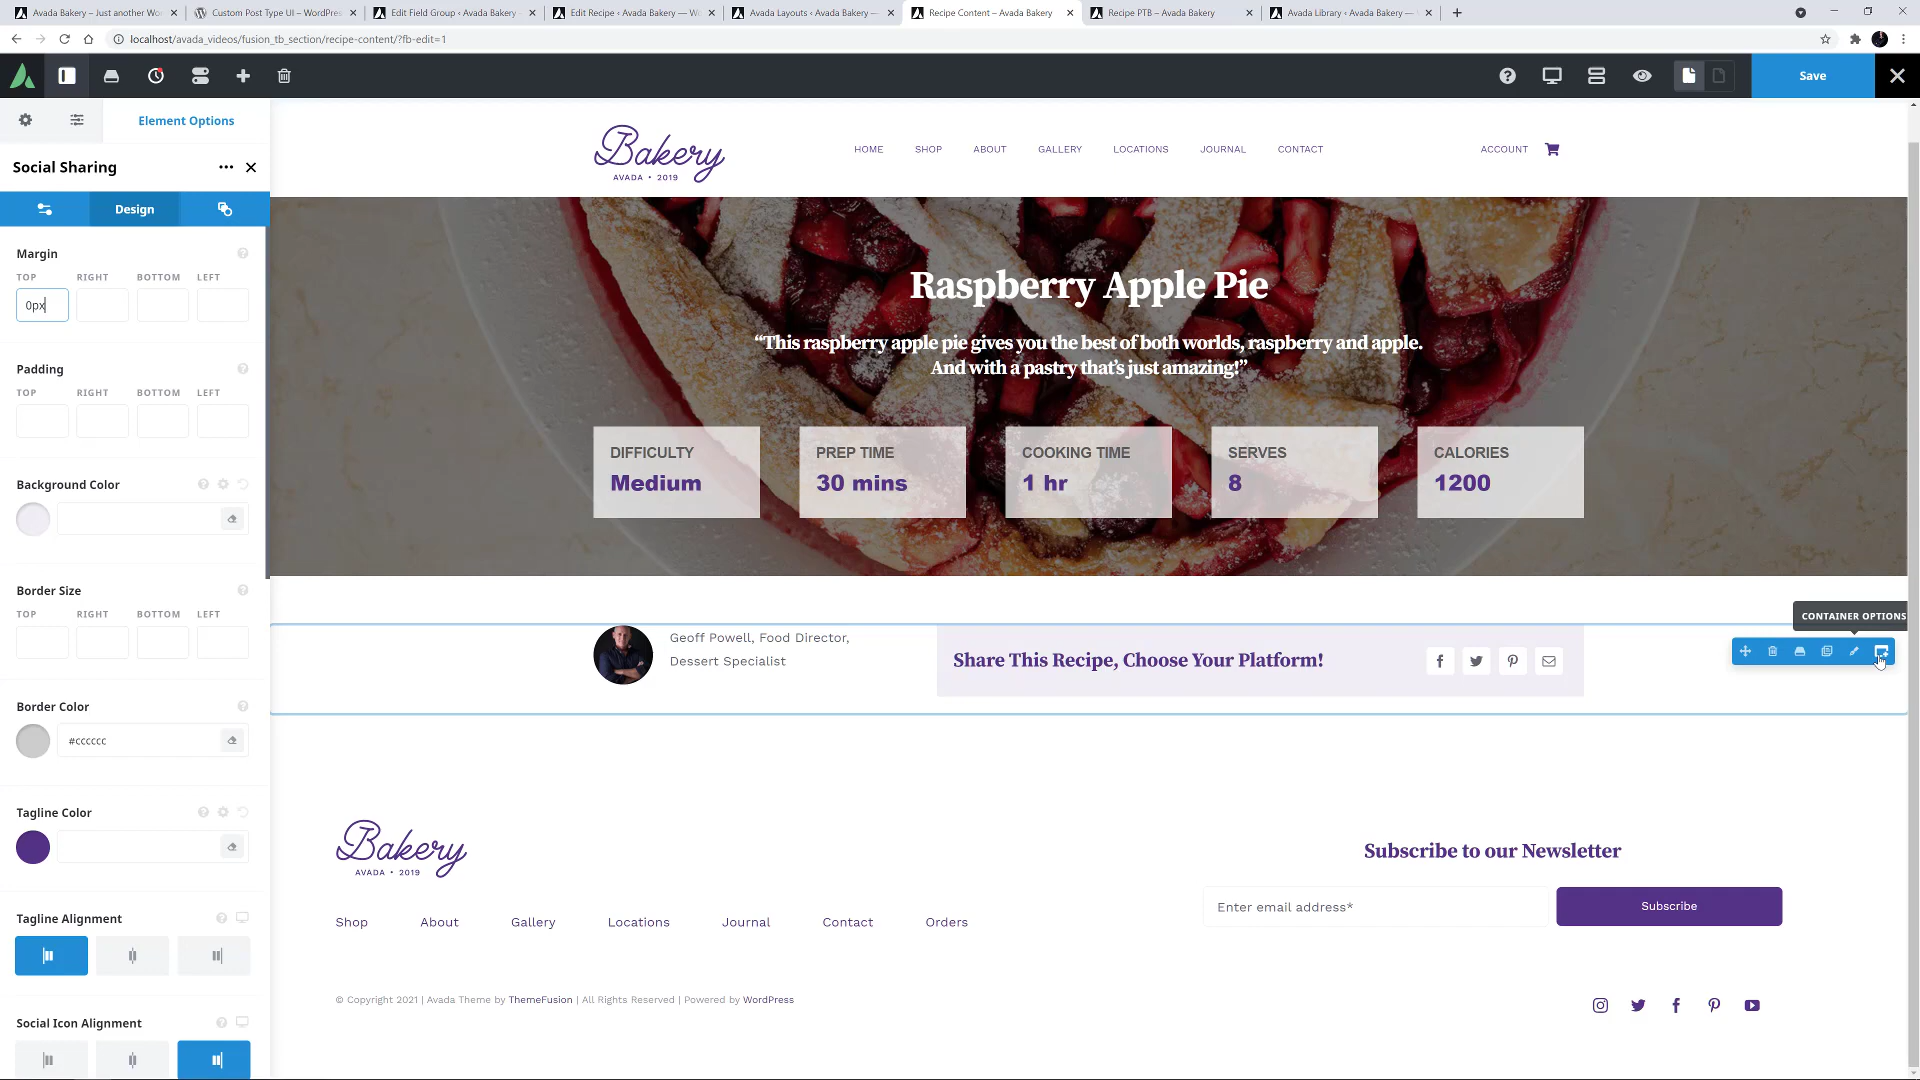 Avada Bakery – Just another Wo
Custom Post Type UI – WordPres
Edit Field Group ‹ Avada Bakery –
Edit Recipe ‹ Avada Bakery — W
Avada Layouts ‹ Avada Bakery —
Recipe Content – Avada Bakery
Recipe PTB – Avada Bakery
Avada Library ‹ Avada Bakery —
localhost/avada_videos/fusion_tb_section/recipe-content/?fb-edit=1
Save
Element Options
Social Sharing
Design
Margin
TOP RIGHT BOTTOM LEFT
0px
Padding
TOP RIGHT BOTTOM LEFT
Background Color
Border Size
TOP RIGHT BOTTOM LEFT
Border Color
#cccccc
Tagline Color
Tagline Alignment
Social Icon Alignment
Bakery
AVADA • 2019
HOME SHOP ABOUT GALLERY LOCATIONS JOURNAL CONTACT
ACCOUNT
Raspberry Apple Pie
“This raspberry apple pie gives you the best of both worlds, raspberry and apple.
And with a pastry that’s just amazing!”
DIFFICULTY
Medium
PREP TIME
30 mins
COOKING TIME
1 hr
SERVES
8
CALORIES
1200
CONTAINER OPTIONS
Geoff Powell, Food Director,
Dessert Specialist
Share This Recipe, Choose Your Platform!
Bakery
AVADA • 2019
Shop About Gallery Locations Journal Contact Orders
Subscribe to our Newsletter
Enter email address*
Subscribe
© Copyright 2021 | Avada Theme by ThemeFusion | All Rights Reserved | Powered by WordPress